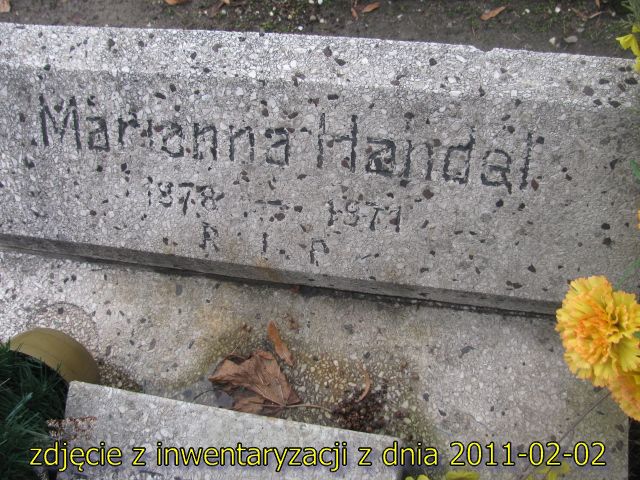 Marianna Handel
1878 - 1971
R I P
zdjęcie z inwentaryzacji z dnia 2011-02-02